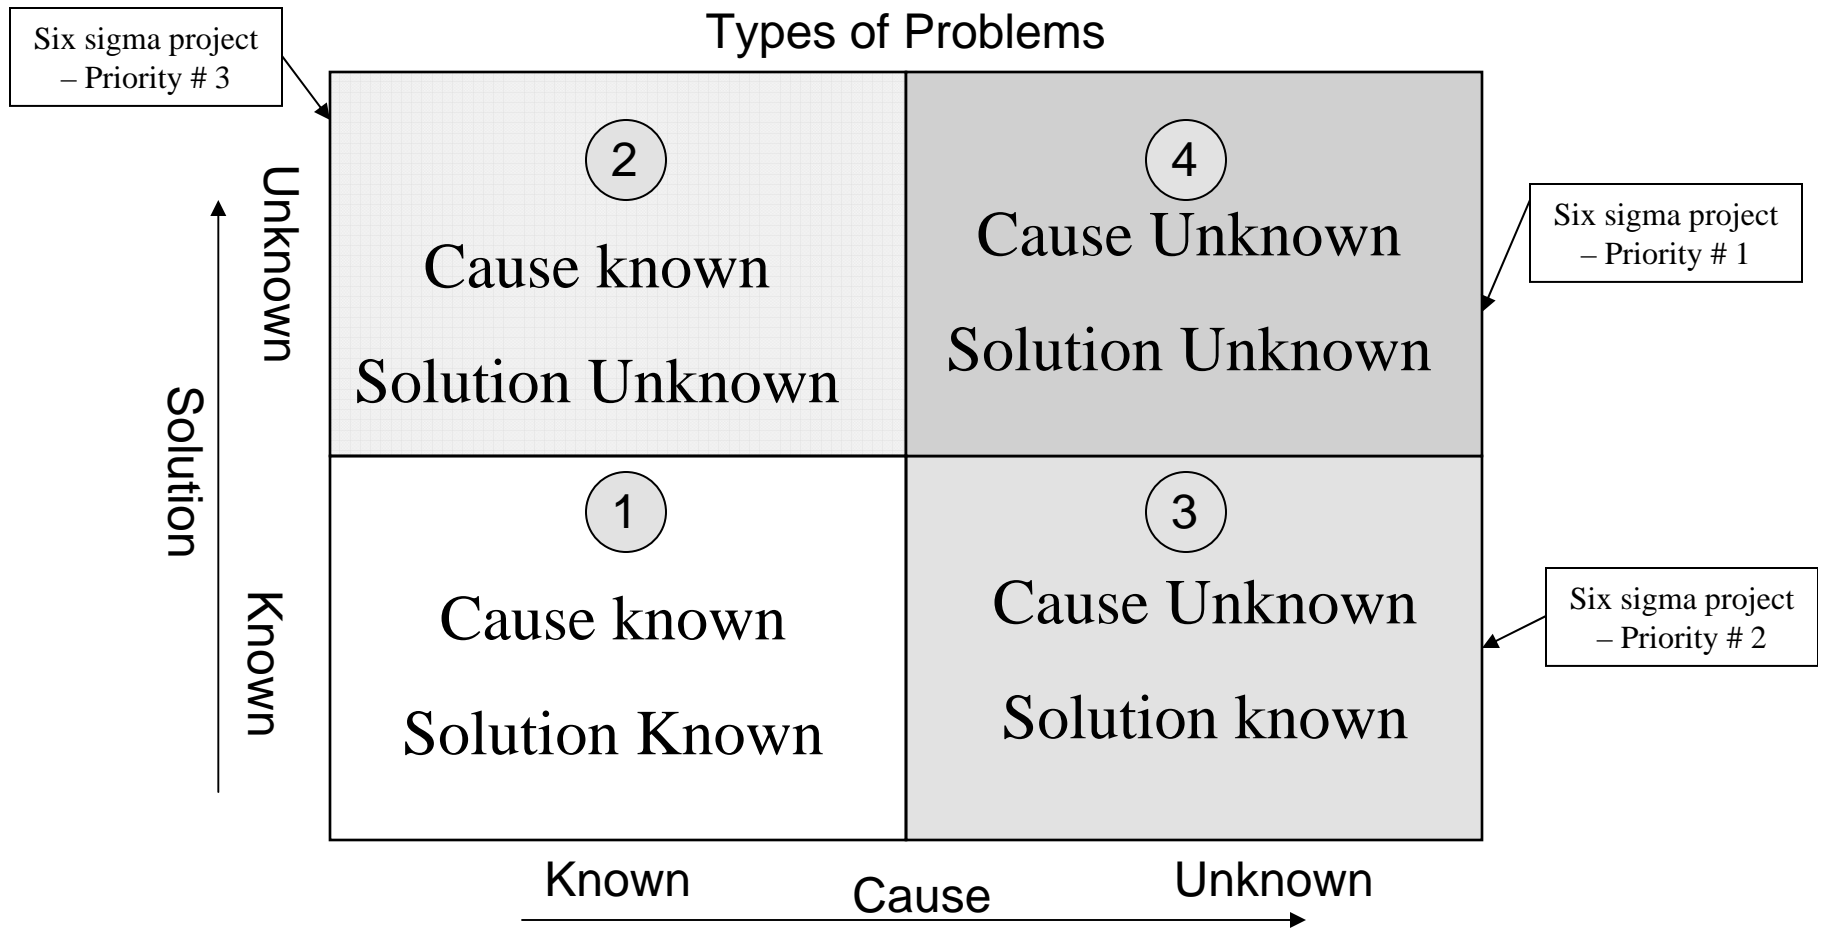 Types of Problems
Six sigma project
– Priority # 3
2
Cause known
Solution Unknown
4
Cause Unknown
Solution Unknown
Six sigma project
– Priority # 1
1
Cause known
Solution Known
3
Cause Unknown
Solution known
Six sigma project
– Priority # 2
Unknown
Solution
Known
Known
Cause
Unknown